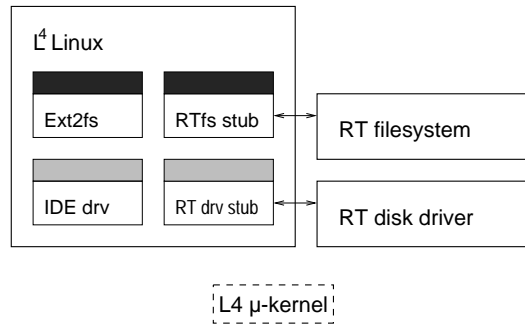 L4 Linux
Ext2fs
RTfs stub
RT filesystem
IDE drv
RT drv stub
RT disk driver
L4 μ-kernel